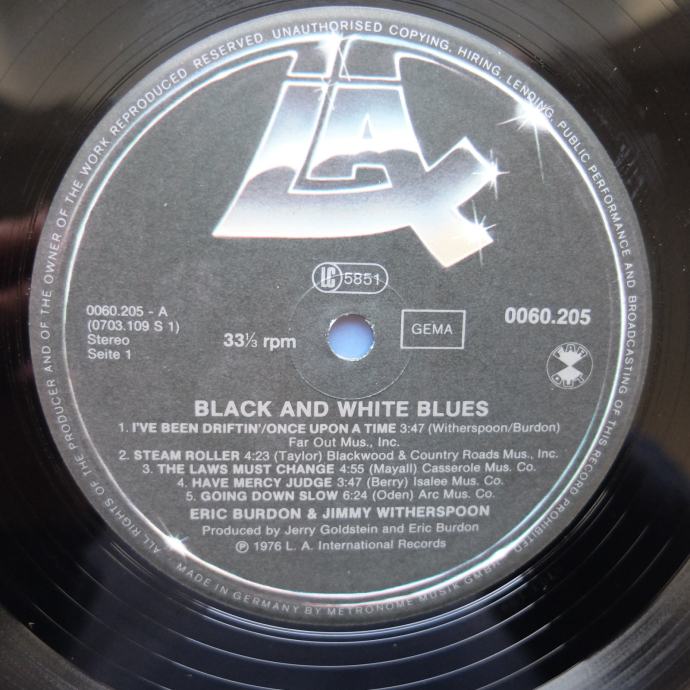 ALL RIGHTS OF THE PRODUCER AND OF THE OWNER OF THE WORK REPRODUCED RESERVED UNAUTHORISED COPYING, HIRING, LENDING, PUBLIC PERFORMANCE AND BROADCASTING OF THIS RECORD PROHIBITED
LAX
LC 5851
0060.205 - A
(0703.109 S 1)
Stereo
Seite 1
33⅓ rpm
GEMA
0060.205
FAR OUT
BLACK AND WHITE BLUES
1. I'VE BEEN DRIFTIN'/ONCE UPON A TIME 3:47 (Witherspoon/Burdon)
Far Out Mus., Inc.
2. STEAM ROLLER 4:23 (Taylor) Blackwood & Country Roads Mus., Inc.
3. THE LAWS MUST CHANGE 4:55 (Mayall) Casserole Mus. Co.
4. HAVE MERCY JUDGE 3:47 (Berry) Isalee Mus. Co.
5. GOING DOWN SLOW 6:24 (Oden) Arc Mus. Co.
ERIC BURDON & JIMMY WITHERSPOON
Produced by Jerry Goldstein and Eric Burdon
℗ 1976 L. A. International Records
MADE IN GERMANY BY METRONOME MUSIK GMBH